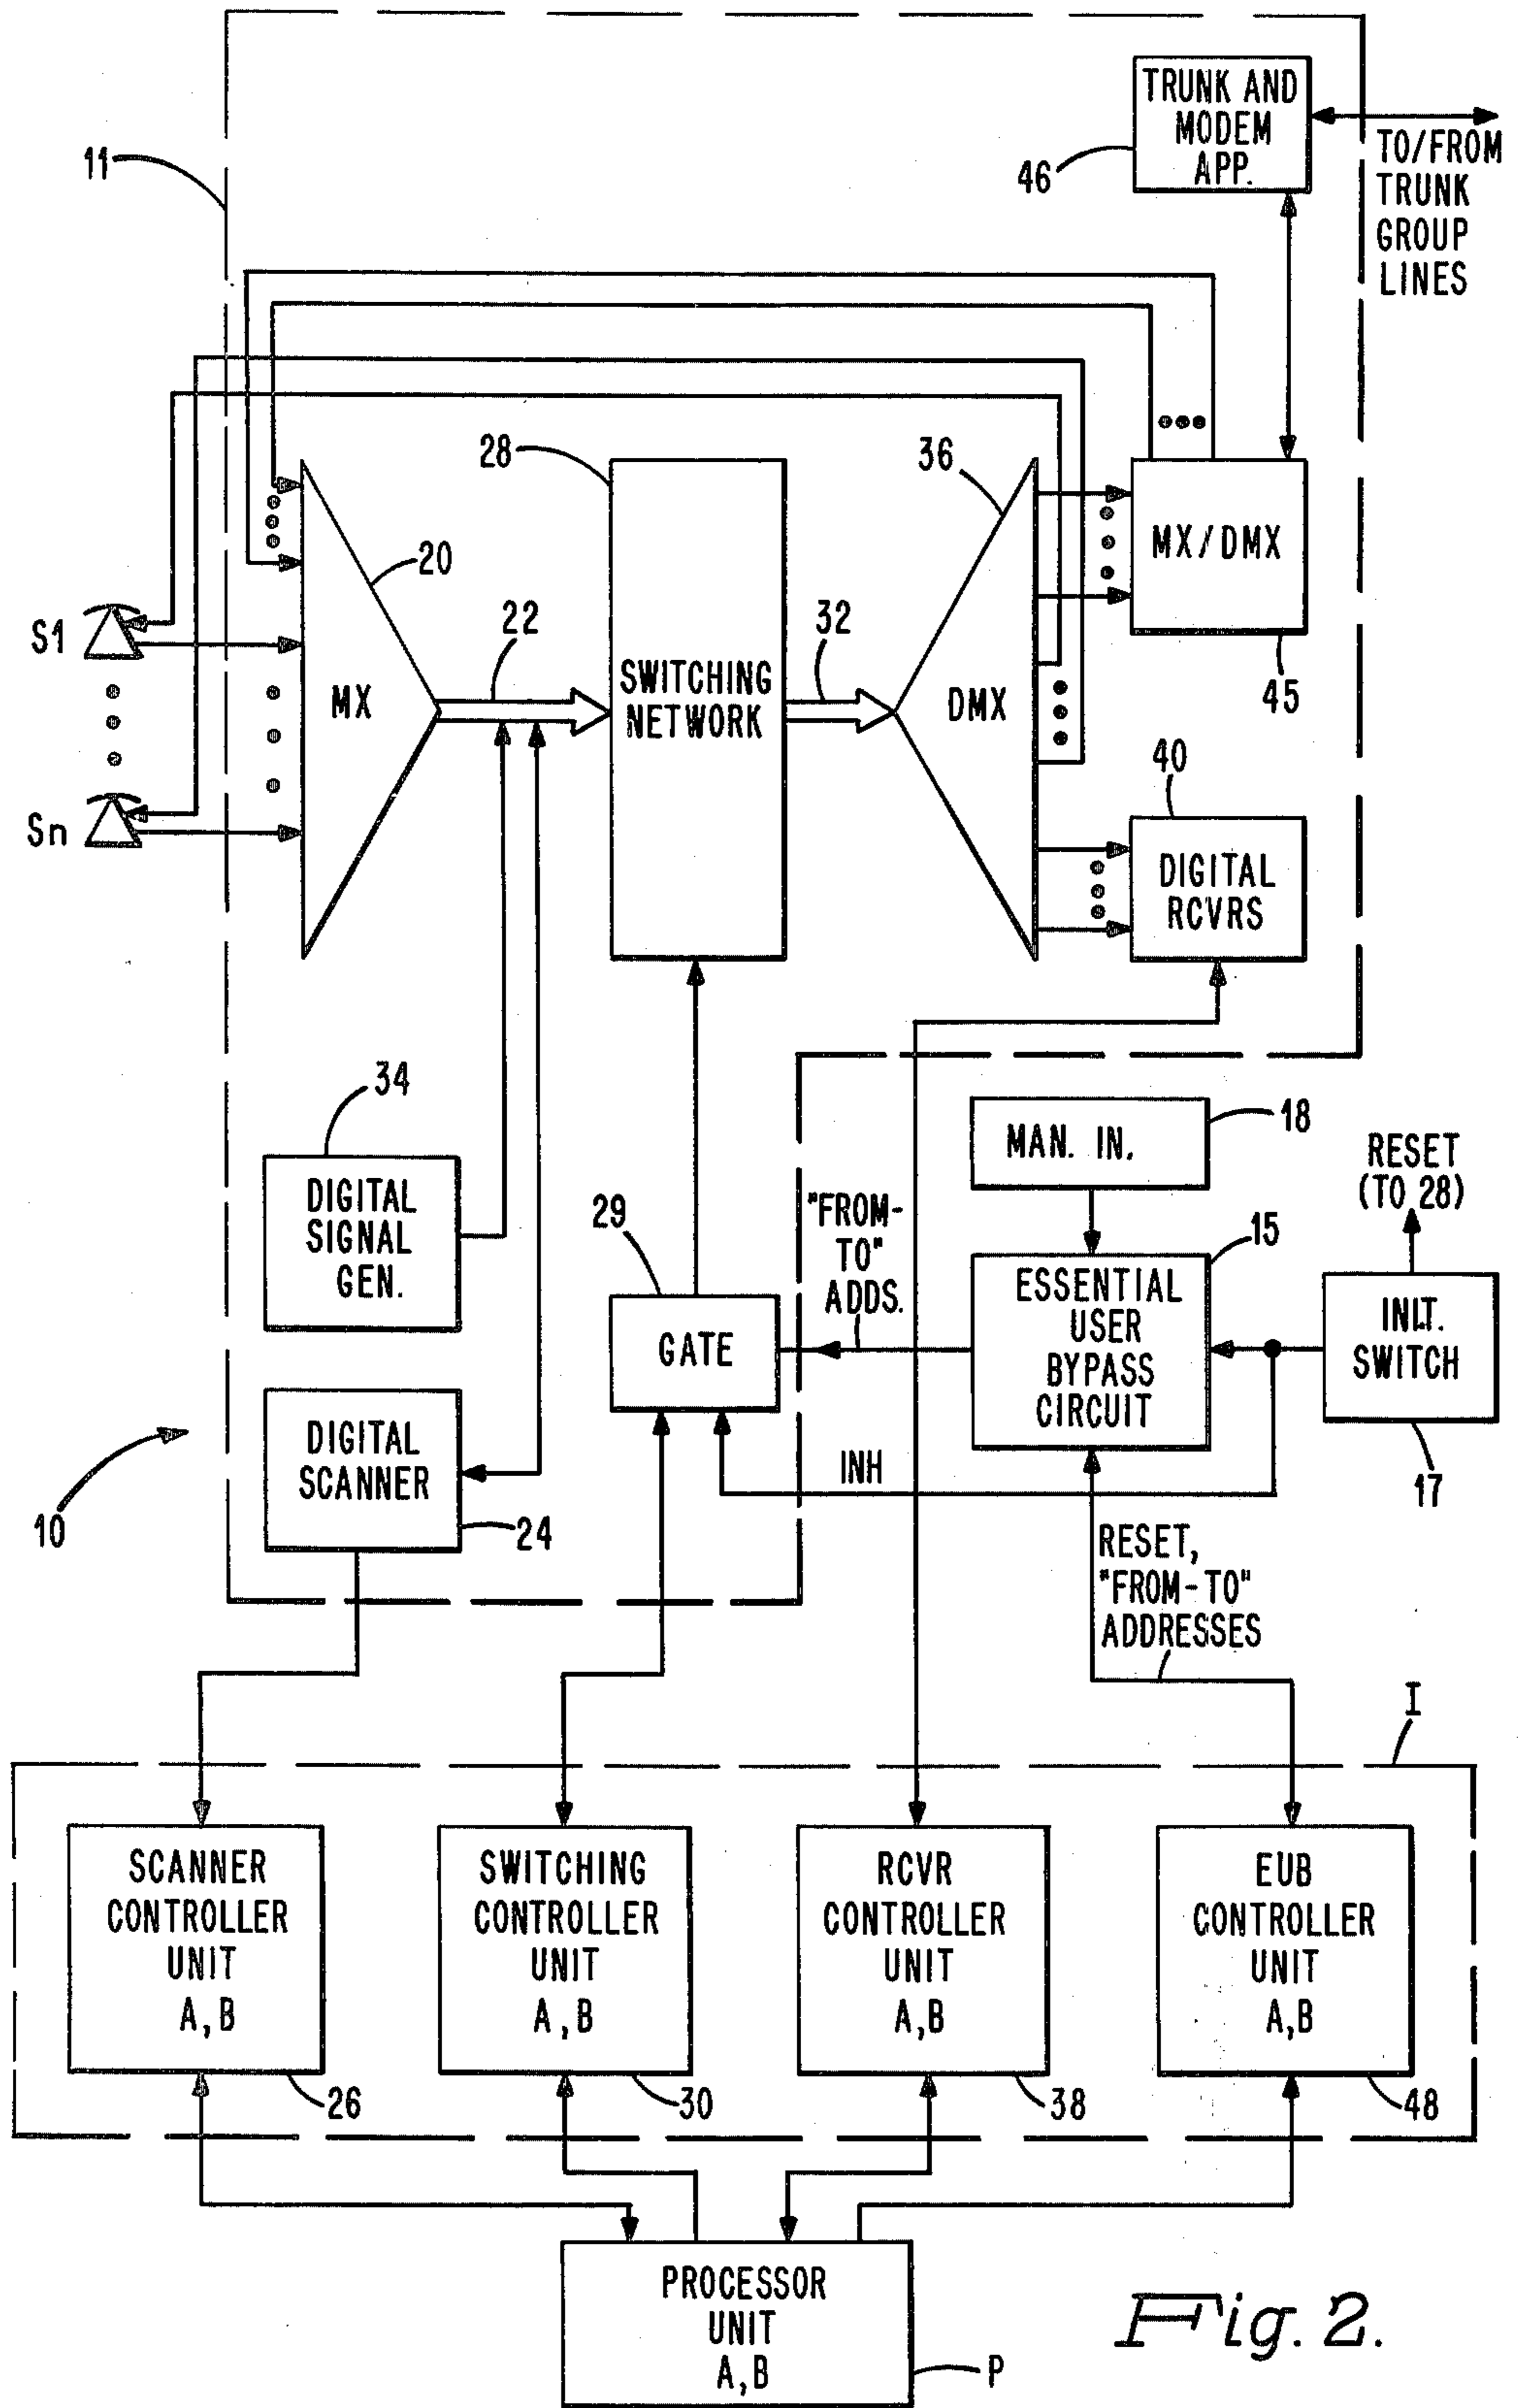 TRUNK AND
MODEM
APP.
46
TO/FROM
TRUNK
GROUP
LINES
11
28
36
20
MX/DMX
S1
22
32
MX
SWITCHING
NETWORK
DMX
45
40
Sn
DIGITAL
RCVRS
34
18
MAN. IN.
RESET
(TO 28)
DIGITAL
SIGNAL
GEN.
29
"FROM-
TO"
ADDS.
15
ESSENTIAL
USER
BYPASS
CIRCUIT
INIT.
SWITCH
GATE
DIGITAL
SCANNER
INH
17
10
24
RESET,
"FROM-TO"
ADDRESSES
I
SCANNER
CONTROLLER
UNIT
A,B
SWITCHING
CONTROLLER
UNIT
A,B
RCVR
CONTROLLER
UNIT
A,B
EUB
CONTROLLER
UNIT
A,B
26
30
38
48
PROCESSOR
UNIT
A,B
P
Fig. 2.